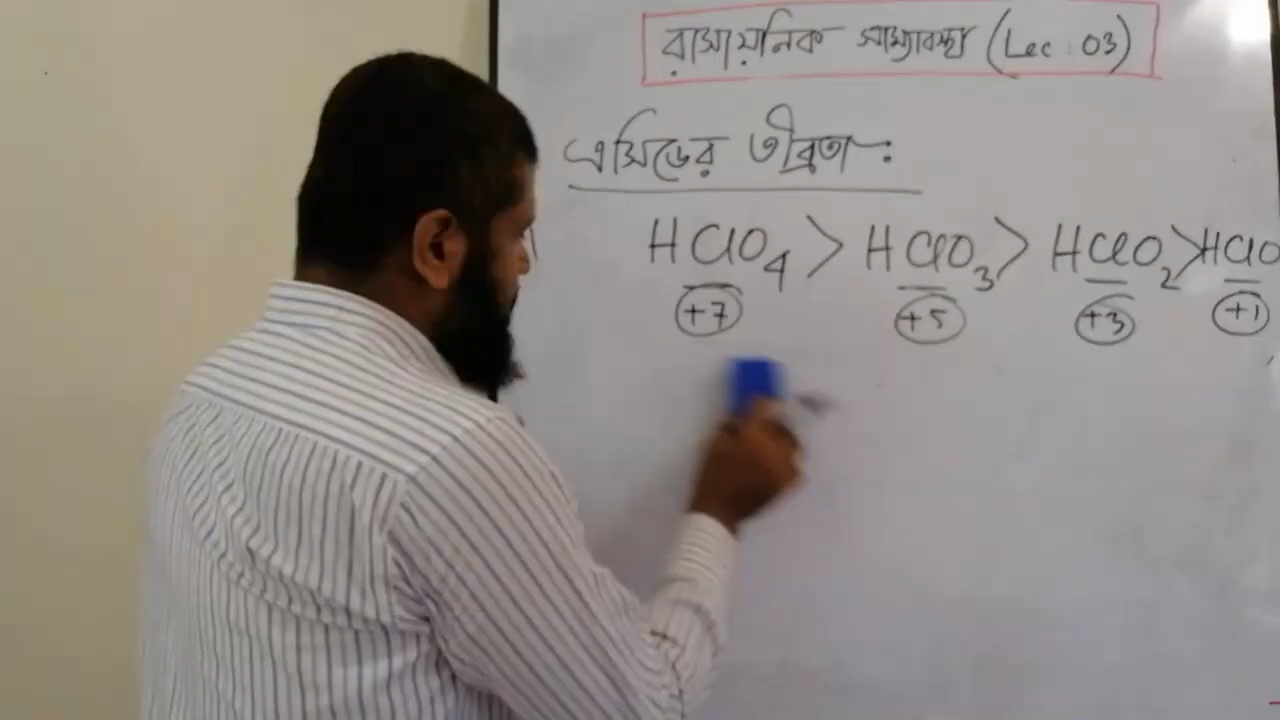 রাসায়নিক সাম্যাবস্থা (Lec : 03)
এসিডের তীব্রতা :
HClO₄ > HClO₃ > HClO₂ > HClO
+7 +5 +3 +1